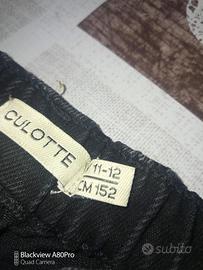 CULOTTE
11-12
CM 152
Blackview A80Pro
Quad Camera
subito